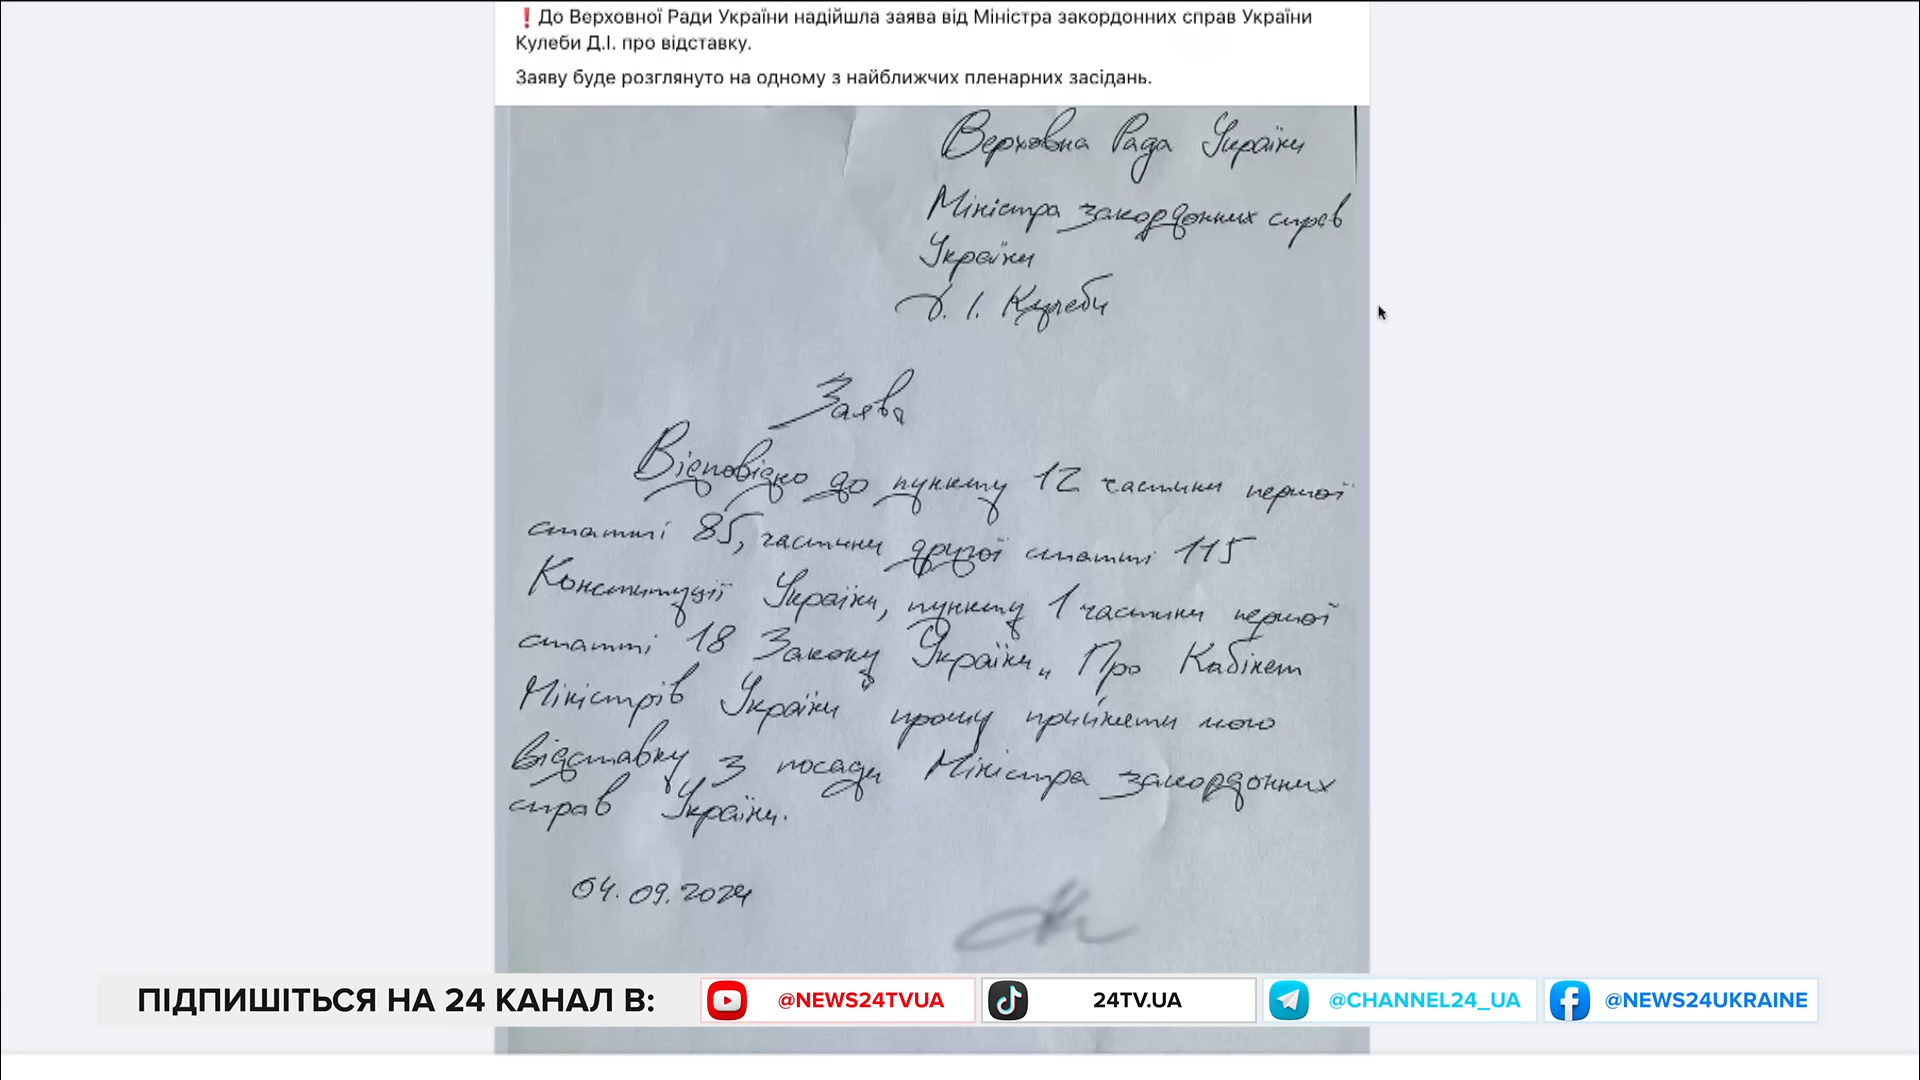 ❗До Верховної Ради України надійшла заява від Міністра закордонних справ України
Кулеби Д.І. про відставку.
Заяву буде розглянуто на одному з найближчих пленарних засідань.
Верховна Рада України
Міністра закордонних справ
України
Д. І. Кулеби
Заява
Відповідно до пункту 12 частини першої
статті 85, частини другої статті 115
Конституції України, пункту 1 частини першої
статті 18 Закону України „Про Кабінет
Міністрів України“ прошу прийняти мою
відставку з посади Міністра закордонних
справ України.
04.09.2024
ПІДПИШІТЬСЯ НА 24 КАНАЛ В: @NEWS24TVUA 24TV.UA @CHANNEL24_UA @NEWS24UKRAINE